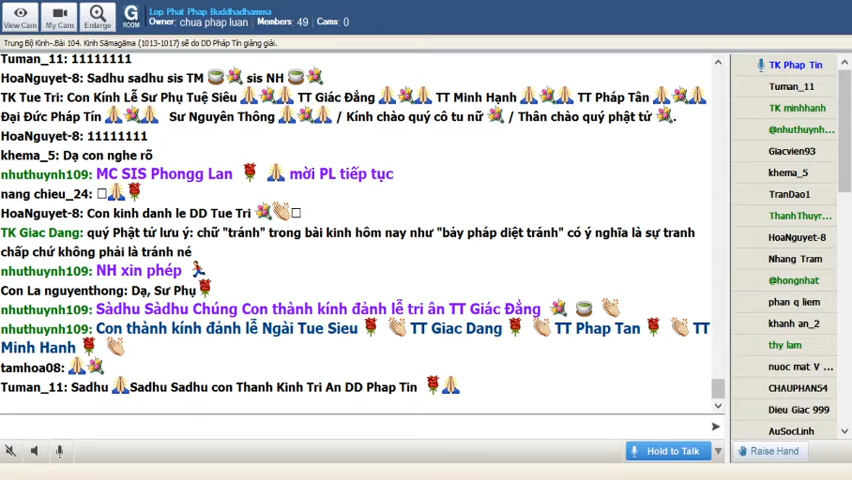 View Cam
My Cam
Enlarge
G
ROOM
Lop Phat Phap Buddhadhamma
Owner: chua phap luan
Members: 49
Cams: 0
Trung Bộ Kinh-.Bài 104. Kinh Sāmagāma (1013-1017) sẽ do DD Pháp Tín giảng giải.
Tuman_11: 11111111
HoaNguyet-8: Sadhu sadhu sis TM sis NH
TK Tue Tri: Con Kính Lễ Sư Phụ Tuệ Siêu TT Giác Đẳng TT Minh Hạnh TT Pháp Tân
Đại Đức Pháp Tín Sư Nguyên Thông / Kính chào quý cô tu nữ / Thân chào quý phật tử .
HoaNguyet-8: 11111111
khema_5: Dạ con nghe rõ
nhuthuynh109: MC SIS Phongg Lan mời PL tiếp tục
nang chieu_24:
HoaNguyet-8: Con kinh danh le DD Tue Tri
TK Giac Dang: quý Phật tử lưu ý: chữ "tránh" trong bài kinh hôm nay như "bảy pháp diệt tránh" có ý nghĩa là sự tranh
chấp chứ không phải là tránh né
nhuthuynh109: NH xin phép
Con La nguyenthong: Dạ, Sư Phụ
nhuthuynh109: Sàdhu Sàdhu Chúng Con thành kính đảnh lễ tri ân TT Giác Đẳng
nhuthuynh109: Con thành kính đảnh lễ Ngài Tue Sieu TT Giac Dang TT Phap Tan TT
Minh Hanh
tamhoa08:
Tuman_11: Sadhu Sadhu Sadhu con Thanh Kinh Tri An DD Phap Tin
Hold to Talk
TK Phap Tin
Tuman_11
TK minhhanh
@nhuthuynh...
Giacvien93
khema_5
TranDao1
ThanhThuyr...
HoaNguyet-8
Nhang Tram
@hongnhat
phan q liem
khanh an_2
thy lam
nuoc mat V ...
CHAUPHAN54
Dieu Giac 999
AuSocLinh
Raise Hand